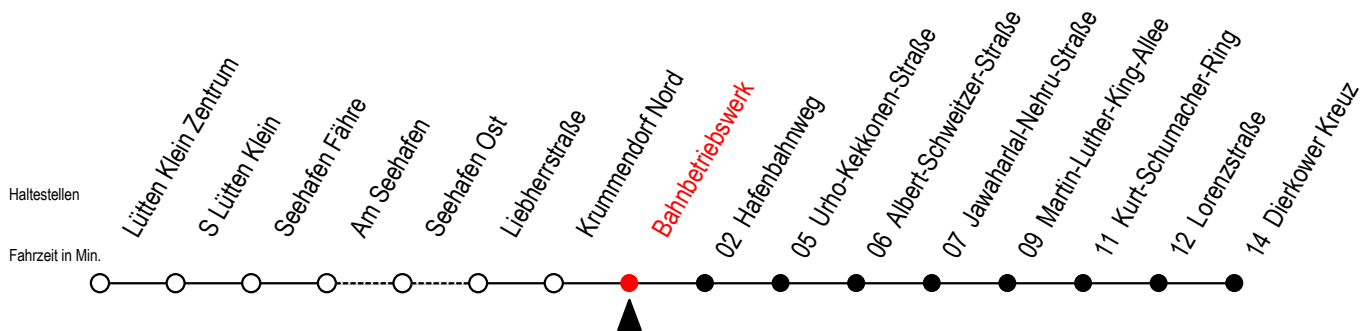 Haltestellen
Fahrzeit in Min.
Lütten Klein Zentrum
S Lütten Klein
Seehafen Fähre
Am Seehafen
Seehafen Ost
Liebherrstraße
Krummendorf Nord
Bahnbetriebswerk
02 Hafenbahnweg
05 Urho-Kekkonen-Straße
06 Albert-Schweitzer-Straße
07 Jawaharlal-Nehru-Straße
09 Martin-Luther-King-Allee
11 Kurt-Schumacher-Ring
12 Lorenzstraße
14 Dierkower Kreuz